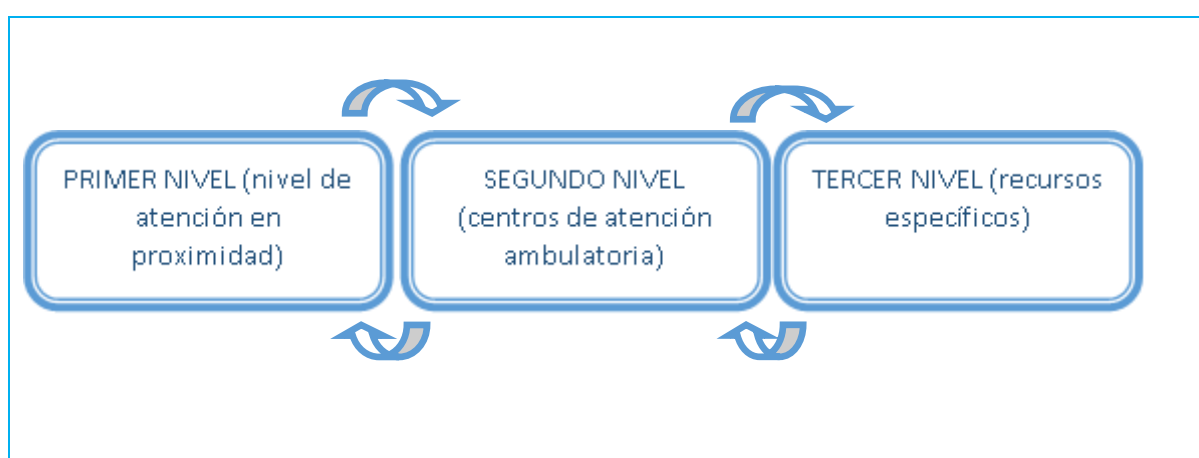 PRIMER NIVEL (nivel de
atención en
proximidad)
SEGUNDO NIVEL
(centros de atención
ambulatoria)
TERCER NIVEL (recursos
específicos)